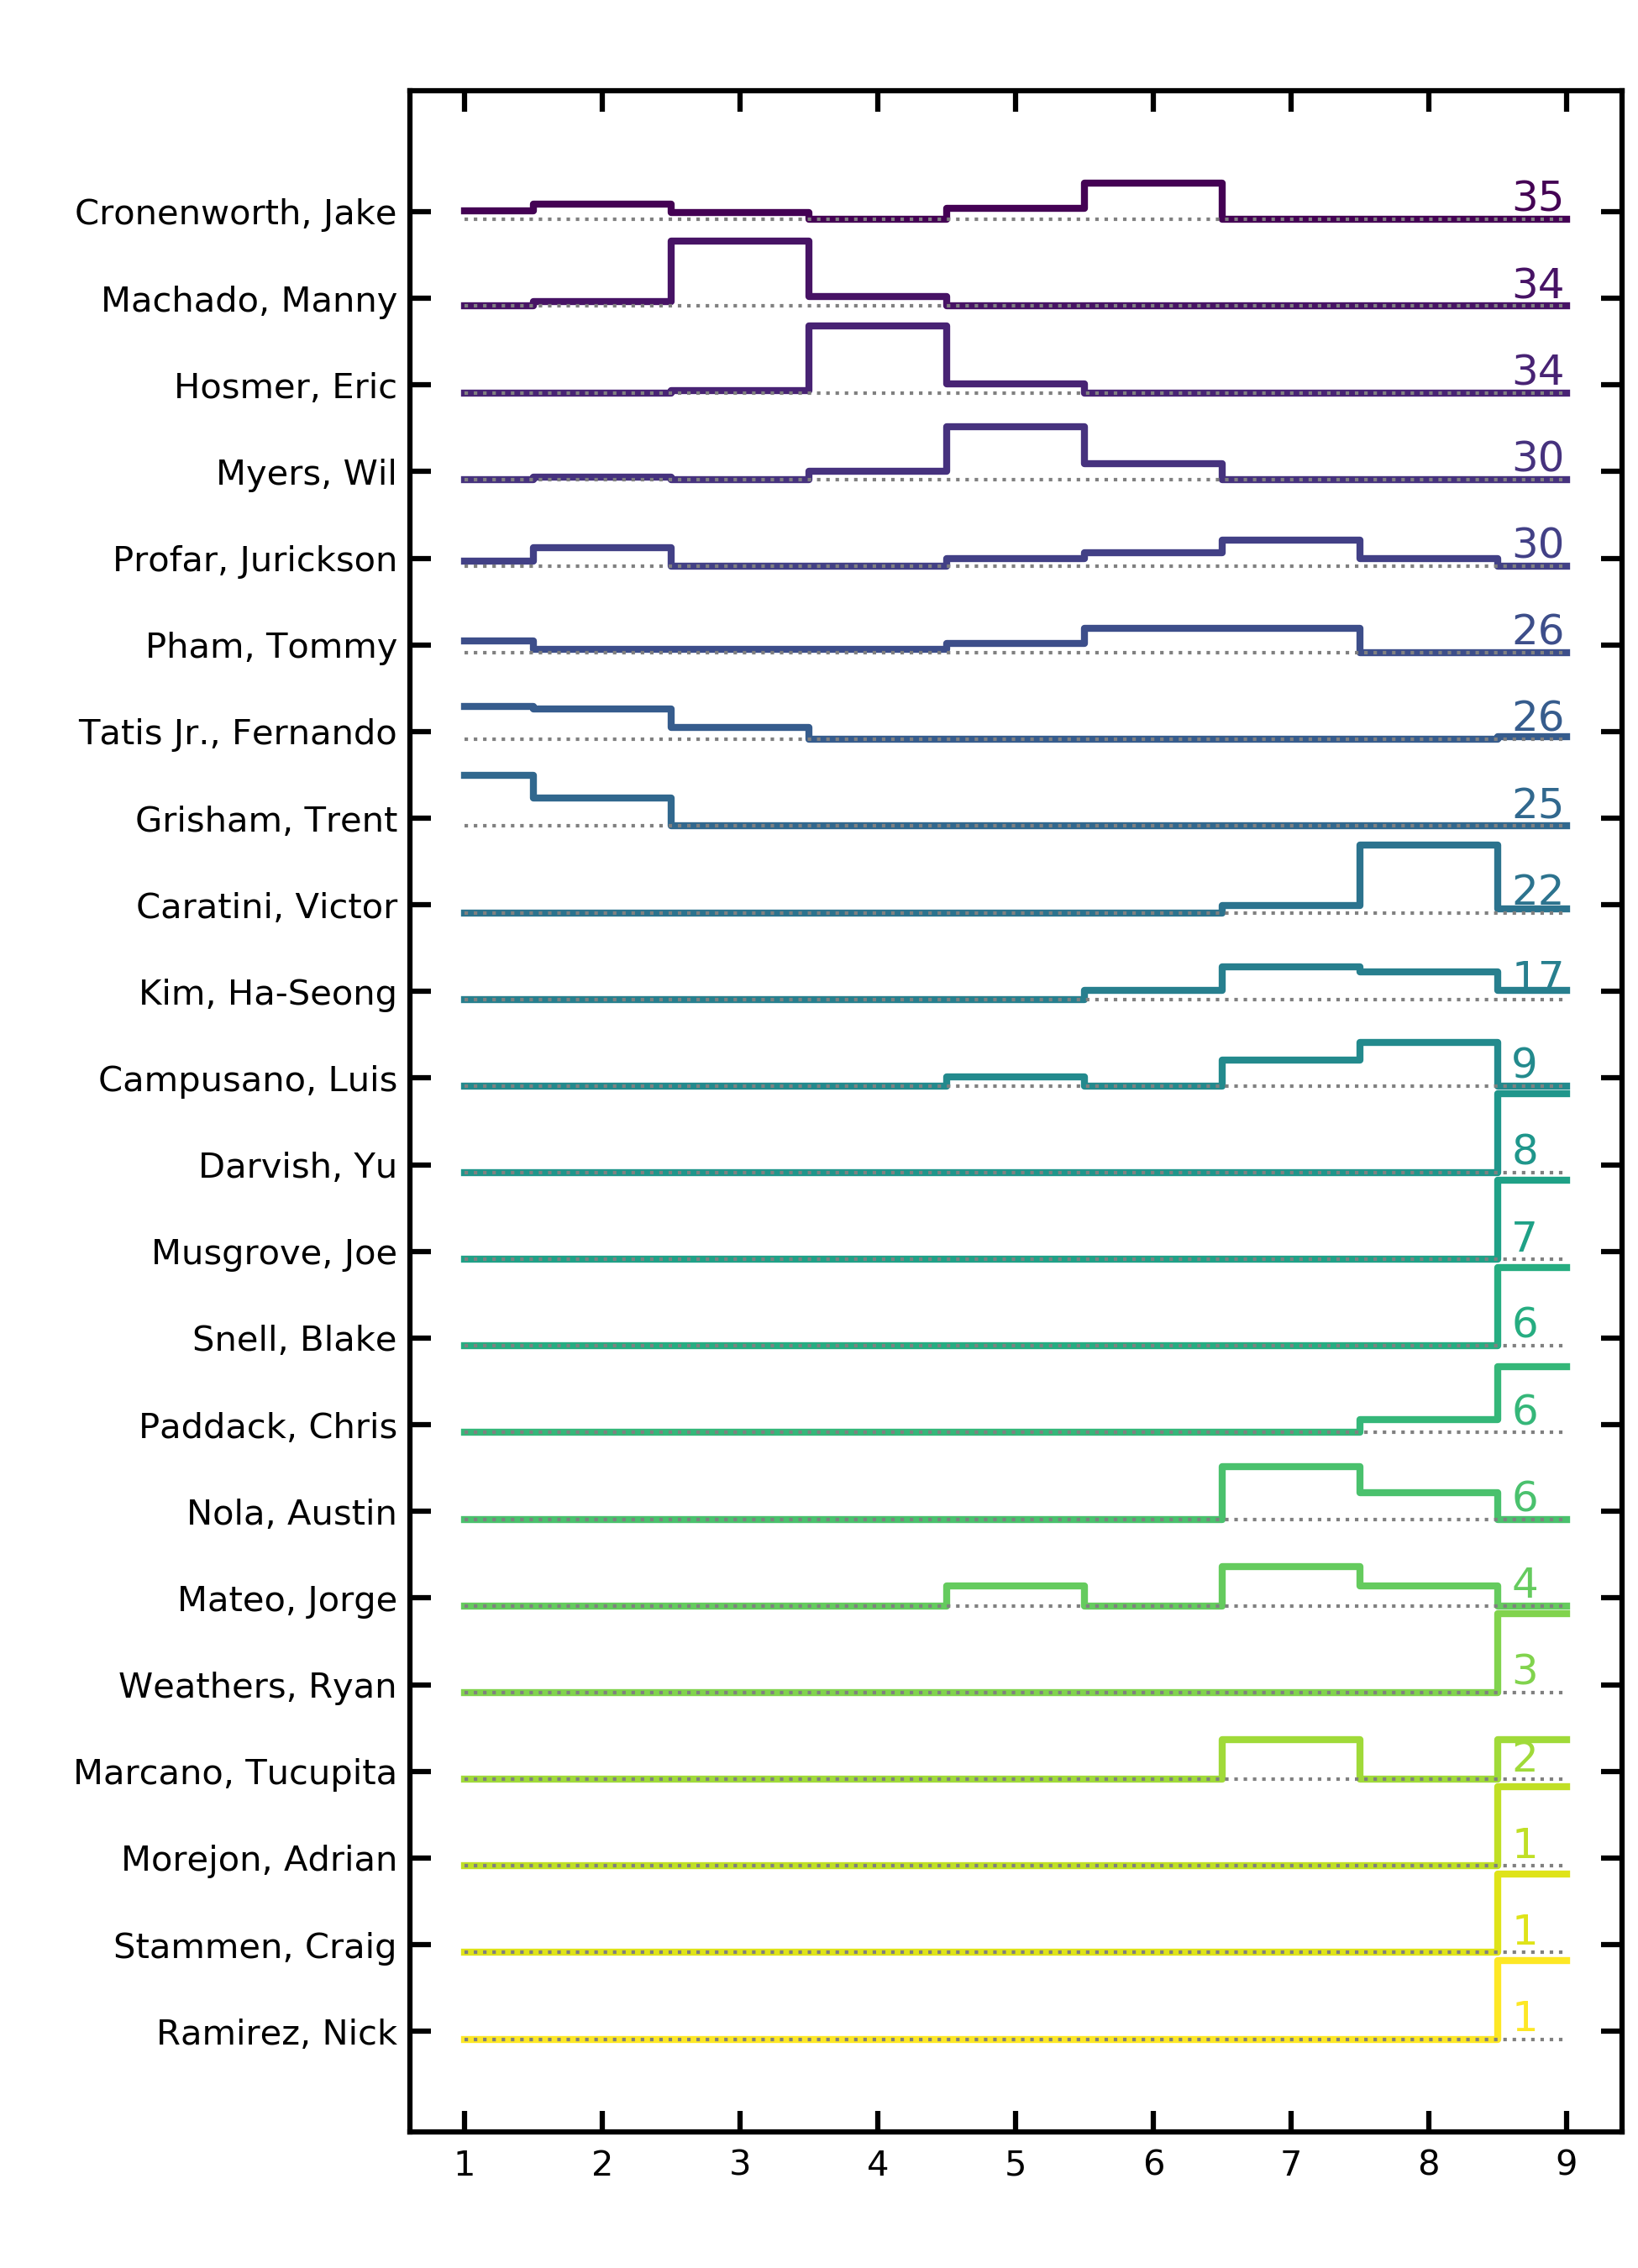 Cronenworth, Jake 35
Machado, Manny 34
Hosmer, Eric 34
Myers, Wil 30
Profar, Jurickson 30
Pham, Tommy 26
Tatis Jr., Fernando 26
Grisham, Trent 25
Caratini, Victor 22
Kim, Ha-Seong 17
Campusano, Luis 9
Darvish, Yu 8
Musgrove, Joe 7
Snell, Blake 6
Paddack, Chris 6
Nola, Austin 6
Mateo, Jorge 4
Weathers, Ryan 3
Marcano, Tucupita 2
Morejon, Adrian 1
Stammen, Craig 1
Ramirez, Nick 1
1 2 3 4 5 6 7 8 9